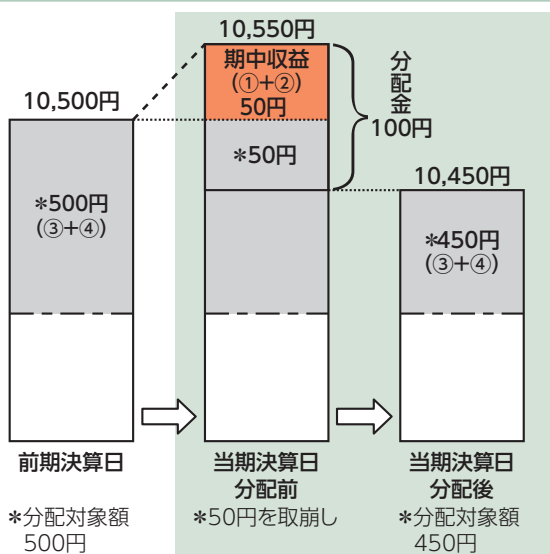 10,500円
＊500円
(③+④)
前期決算日
＊分配対象額
500円
10,550円
期中収益
(①+②)
50円
＊50円
分配金
100円
当期決算日
分配前
＊50円を取崩し
10,450円
＊450円
(③+④)
当期決算日
分配後
＊分配対象額
450円